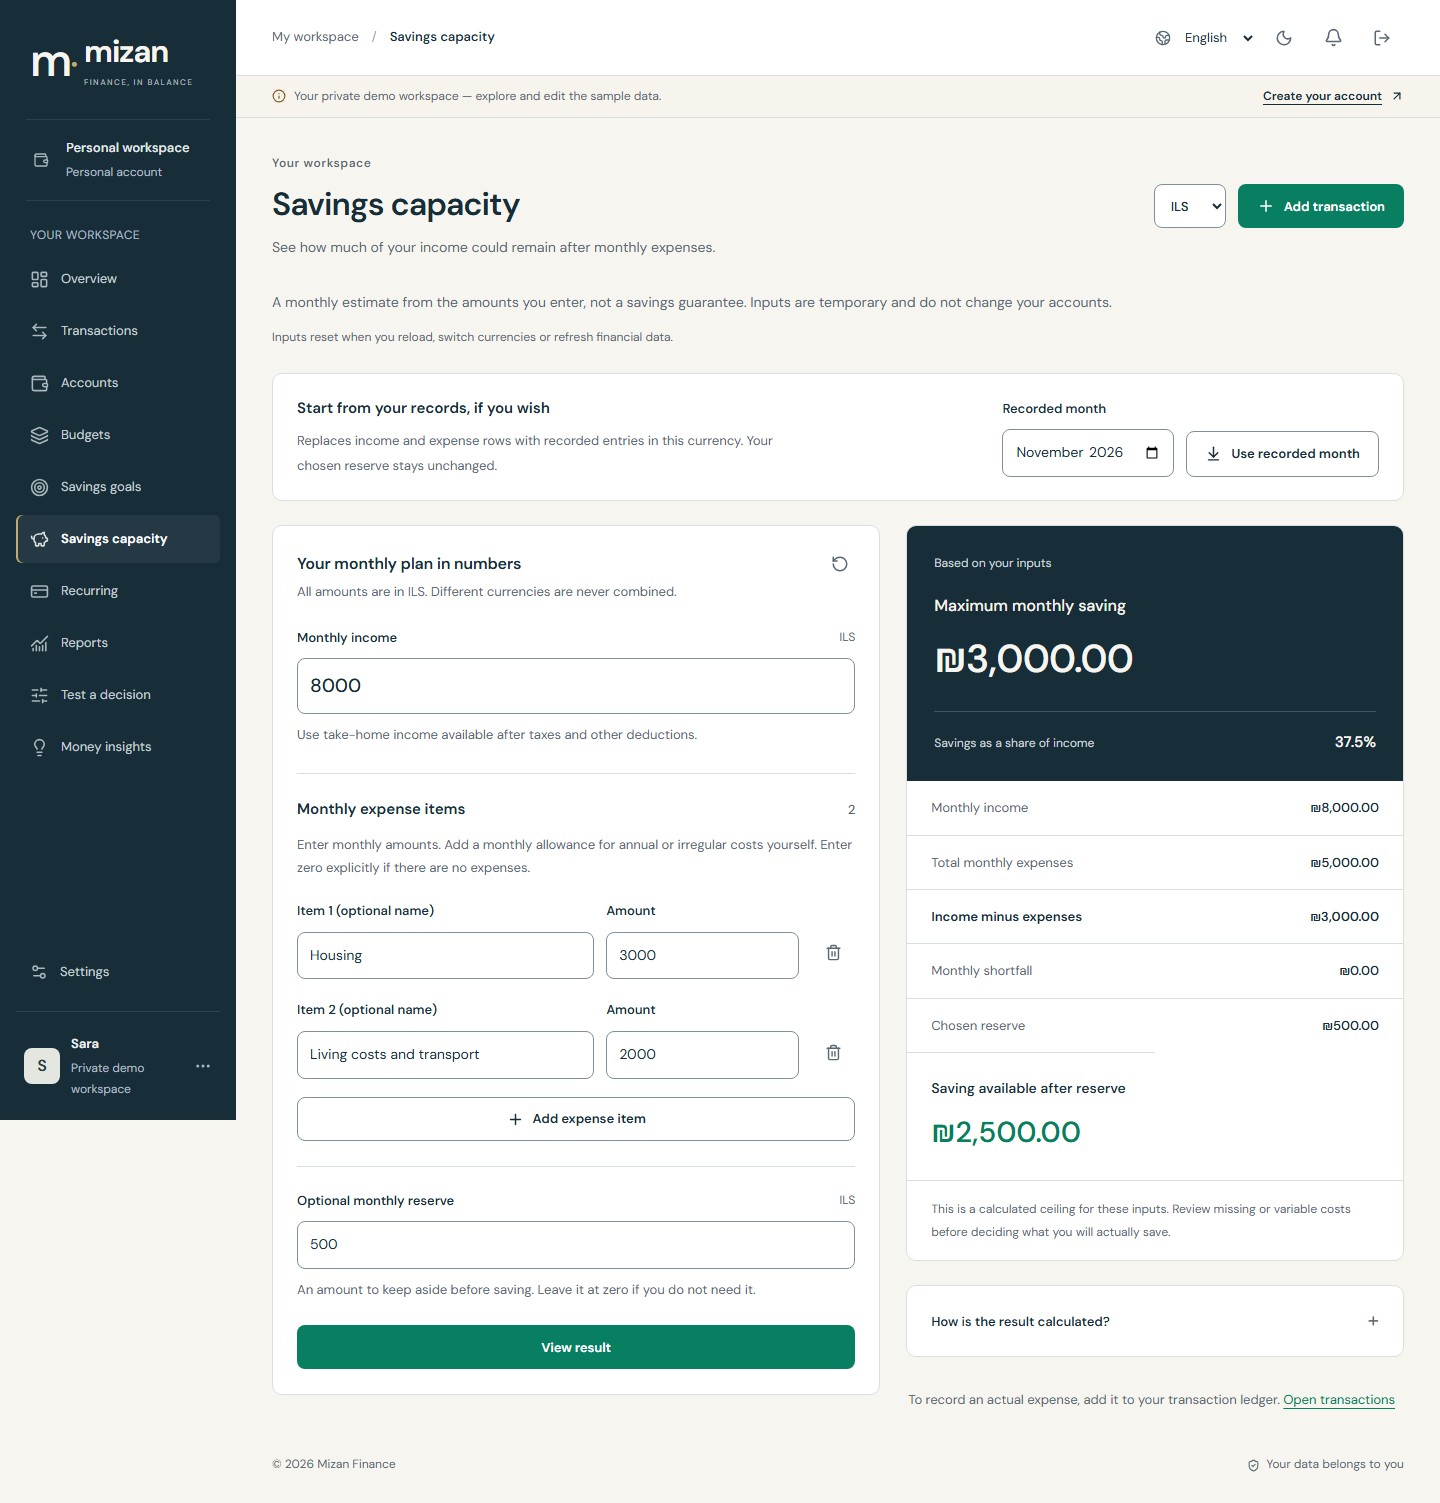 m.
mizan
FINANCE, IN BALANCE
Personal workspace
Personal account
YOUR WORKSPACE
Overview
Transactions
Accounts
Budgets
Savings goals
Savings capacity
Recurring
Reports
Test a decision
Money insights
Settings
S
Sara
Private demo
workspace
My workspace / Savings capacity
English
Your private demo workspace — explore and edit the sample data.
Create your account
Your workspace
Savings capacity
See how much of your income could remain after monthly expenses.
ILS
Add transaction
A monthly estimate from the amounts you enter, not a savings guarantee. Inputs are temporary and do not change your accounts.
Inputs reset when you reload, switch currencies or refresh financial data.
Start from your records, if you wish
Replaces income and expense rows with recorded entries in this currency. Your
chosen reserve stays unchanged.
Recorded month
November 2026
Use recorded month
Your monthly plan in numbers
All amounts are in ILS. Different currencies are never combined.
Monthly income ILS
8000
Use take-home income available after taxes and other deductions.
Monthly expense items 2
Enter monthly amounts. Add a monthly allowance for annual or irregular costs yourself. Enter
zero explicitly if there are no expenses.
Item 1 (optional name) Amount
Housing 3000
Item 2 (optional name) Amount
Living costs and transport 2000
Add expense item
Optional monthly reserve ILS
500
An amount to keep aside before saving. Leave it at zero if you do not need it.
View result
Based on your inputs
Maximum monthly saving
₪3,000.00
Savings as a share of income 37.5%
Monthly income ₪8,000.00
Total monthly expenses ₪5,000.00
Income minus expenses ₪3,000.00
Monthly shortfall ₪0.00
Chosen reserve ₪500.00
Saving available after reserve
₪2,500.00
This is a calculated ceiling for these inputs. Review missing or variable costs
before deciding what you will actually save.
How is the result calculated? +
To record an actual expense, add it to your transaction ledger. Open transactions
© 2026 Mizan Finance
Your data belongs to you